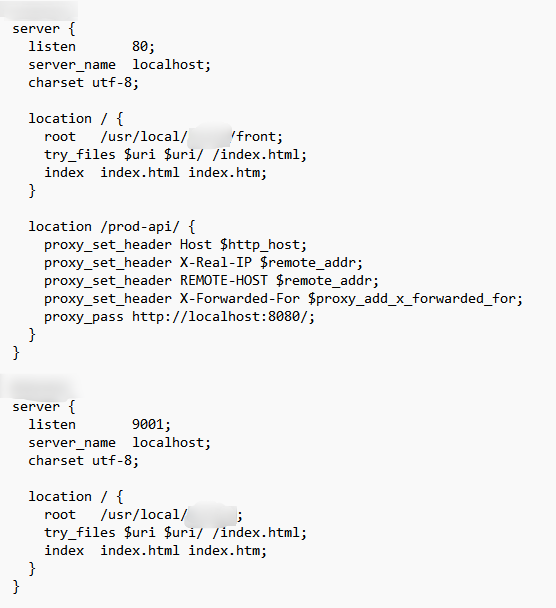 server {
  listen       80;
  server_name  localhost;
  charset utf-8;
  location / {
    root   /usr/local/ /front;
    try_files $uri $uri/ /index.html;
    index  index.html index.htm;
  }
  location /prod-api/ {
    proxy_set_header Host $http_host;
    proxy_set_header X-Real-IP $remote_addr;
    proxy_set_header REMOTE-HOST $remote_addr;
    proxy_set_header X-Forwarded-For $proxy_add_x_forwarded_for;
    proxy_pass http://localhost:8080/;
  }
}
server {
  listen       9001;
  server_name  localhost;
  charset utf-8;
  location / {
    root   /usr/local/ ;
    try_files $uri $uri/ /index.html;
    index  index.html index.htm;
  }
}